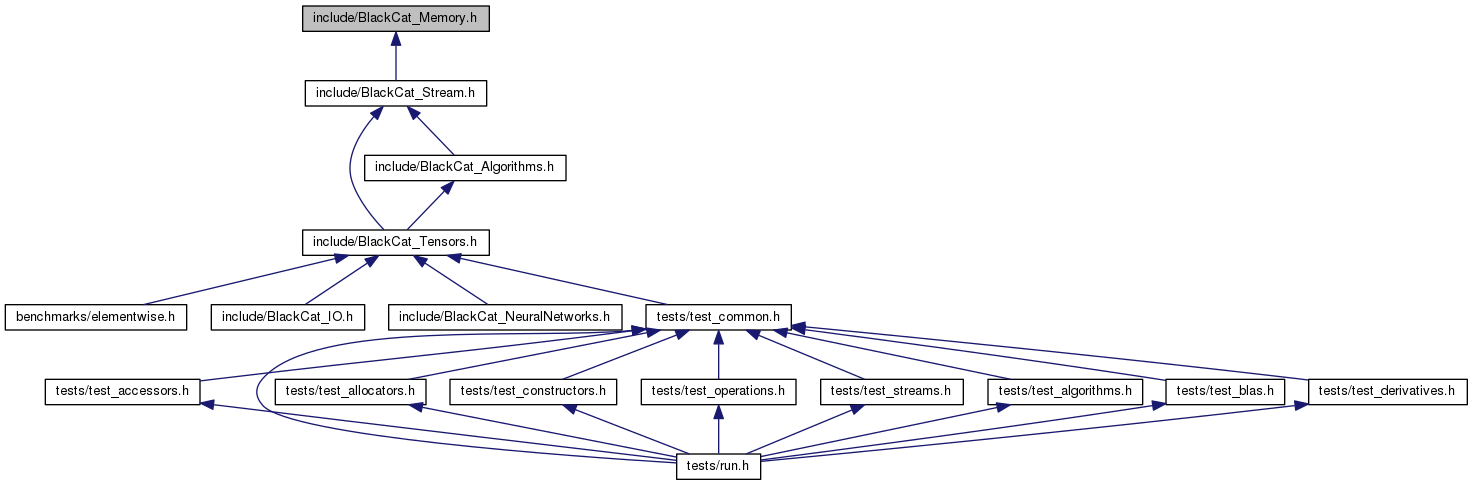 include/BlackCat_Memory.h
include/BlackCat_Stream.h
include/BlackCat_Algorithms.h
include/BlackCat_Tensors.h
benchmarks/elementwise.h
include/BlackCat_IO.h
include/BlackCat_NeuralNetworks.h
tests/test_common.h
tests/test_accessors.h
tests/test_allocators.h
tests/test_constructors.h
tests/test_operations.h
tests/test_streams.h
tests/test_algorithms.h
tests/test_blas.h
tests/test_derivatives.h
tests/run.h